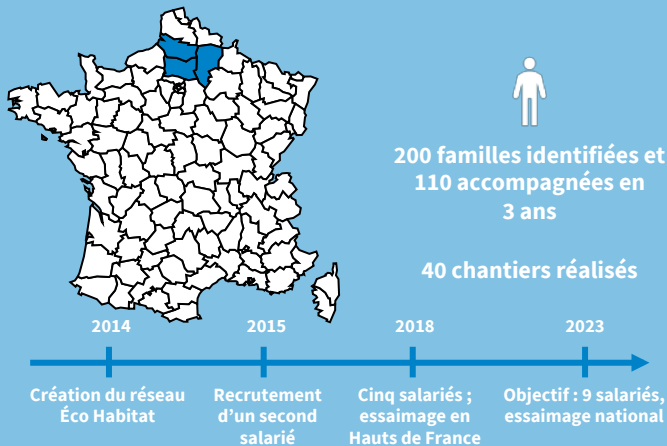 200 familles identifiées et
110 accompagnées en
3 ans
40 chantiers réalisés
2014
2015
2018
2023
Création du réseau
Éco Habitat
Recrutement
d'un second
salarié
Cinq salariés ;
essaimage en
Hauts de France
Objectif : 9 salariés,
essaimage national